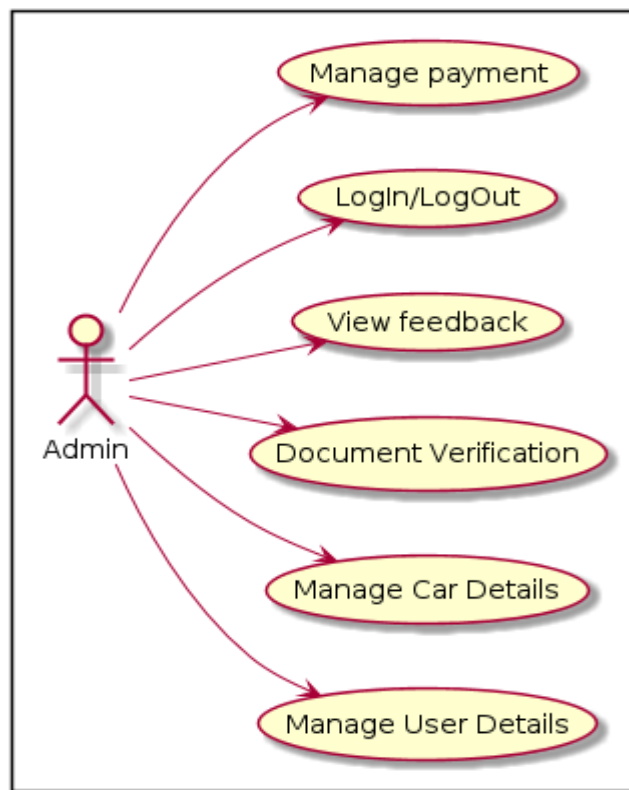 Manage payment
LogIn/LogOut
View feedback
Admin
Document Verification
Manage Car Details
Manage User Details